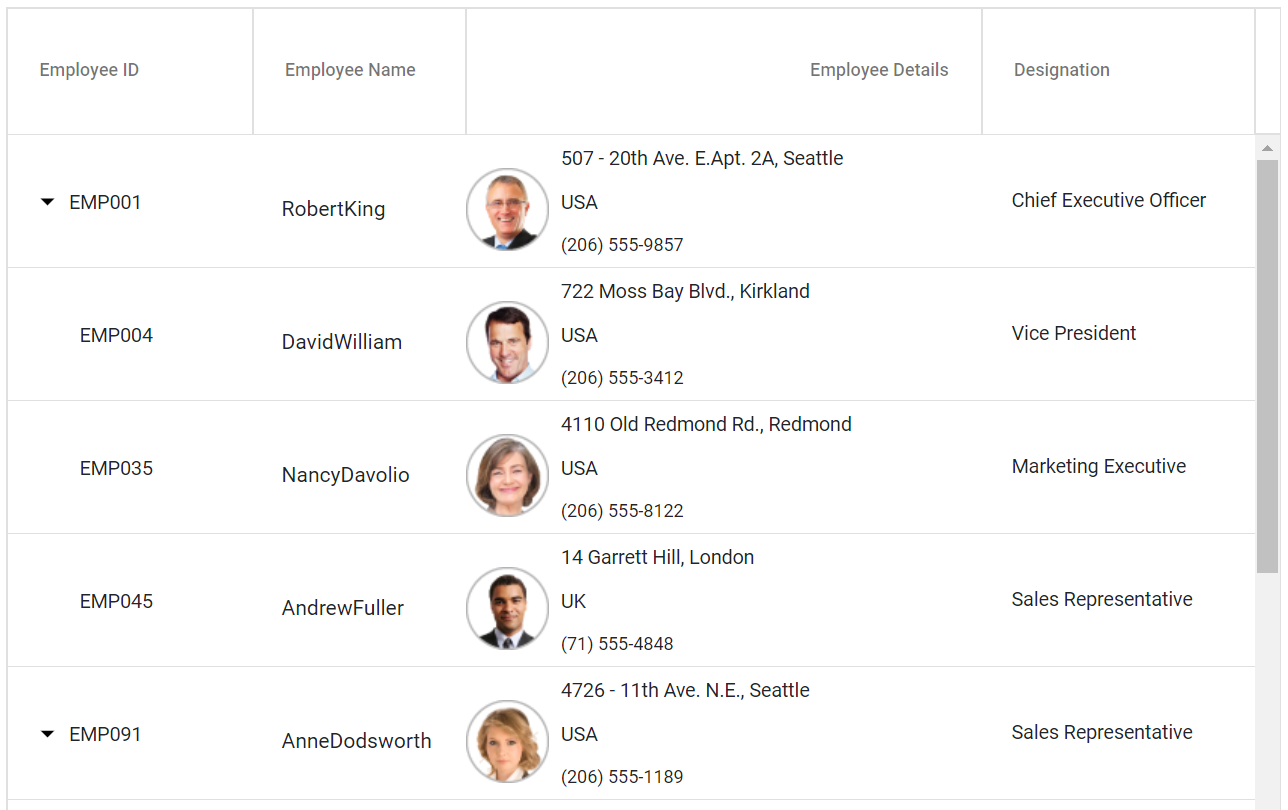 Employee ID Employee Name Employee Details Designation
507 - 20th Ave. E.Apt. 2A, Seattle
EMP001 RobertKing USA Chief Executive Officer
(206) 555-9857
722 Moss Bay Blvd., Kirkland
EMP004 DavidWilliam USA Vice President
(206) 555-3412
4110 Old Redmond Rd., Redmond
EMP035 NancyDavolio USA Marketing Executive
(206) 555-8122
14 Garrett Hill, London
EMP045 AndrewFuller UK Sales Representative
(71) 555-4848
4726 - 11th Ave. N.E., Seattle
EMP091 AnneDodsworth USA Sales Representative
(206) 555-1189